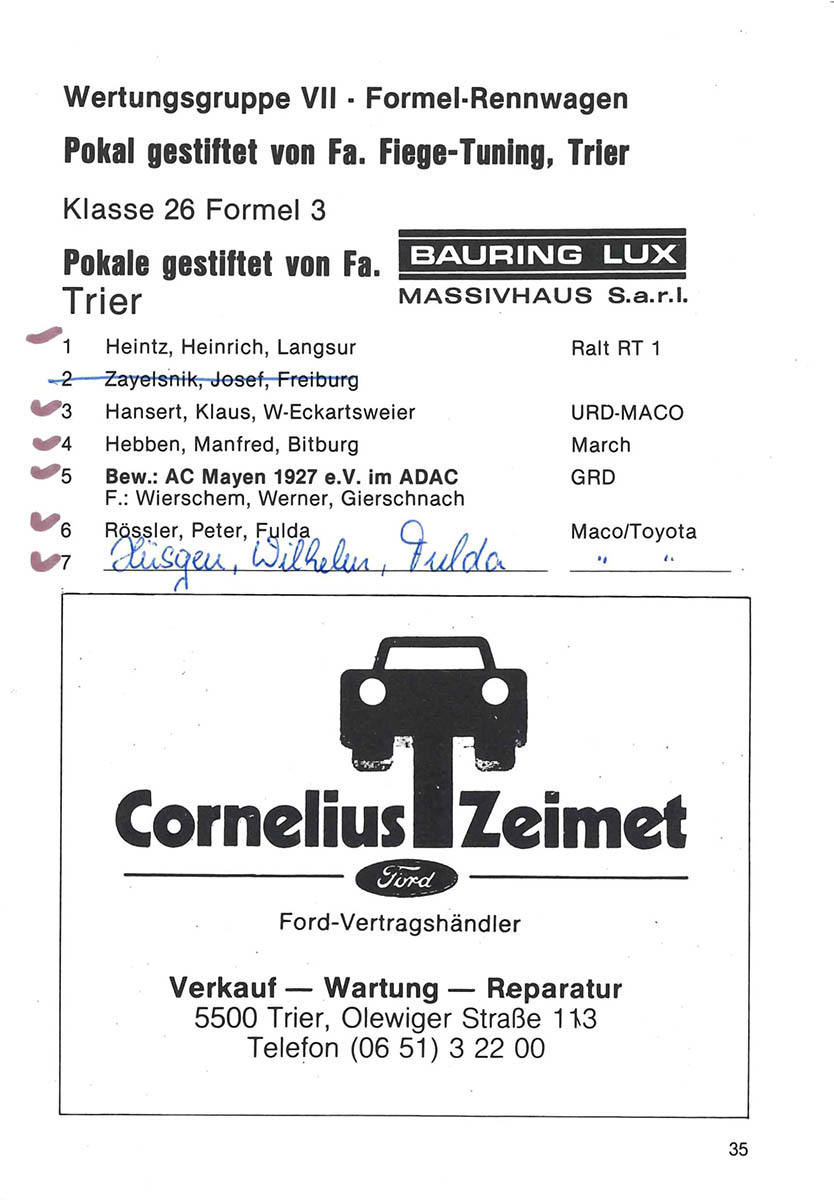 Wertungsgruppe VII - Formel-Rennwagen
Pokal gestiftet von Fa. Fiege-Tuning, Trier
Klasse 26 Formel 3
Pokale gestiftet von Fa. BAURING LUX
MASSIVHAUS S.a.r.l.
Trier
1 Heintz, Heinrich, Langsur Ralt RT 1
2 Zayelsnik, Josef, Freiburg
3 Hansert, Klaus, W-Eckartsweier URD-MACO
4 Hebben, Manfred, Bitburg March
5 Bew.: AC Mayen 1927 e.V. im ADAC GRD
F.: Wierschem, Werner, Gierschnach
6 Rössler, Peter, Fulda Maco/Toyota
7 Hüsgen, Wilhelm, Fulda " "
Cornelius Zeimet
Ford
Ford-Vertragshändler
Verkauf — Wartung — Reparatur
5500 Trier, Olewiger Straße 113
Telefon (06 51) 3 22 00
35